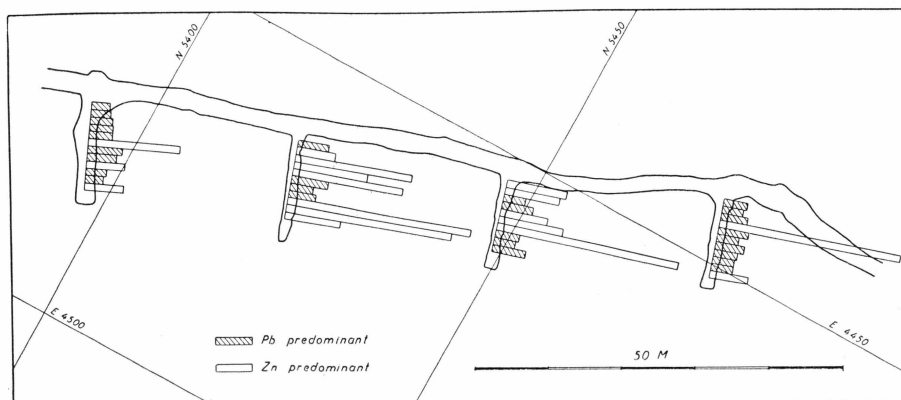 N 5400
N 5450
E 4500
E 4450
Pb predominant
Zn predominant
50 M